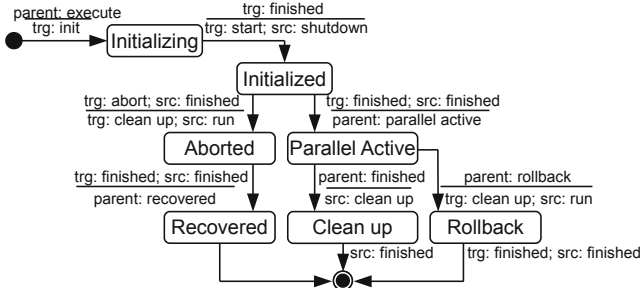 parent: execute
trg: init
Initializing
trg: finished
trg: start; src: shutdown
Initialized
trg: abort; src: finished
trg: clean up; src: run
trg: finished; src: finished
parent: parallel active
Aborted
Parallel Active
trg: finished; src: finished
parent: recovered
parent: finished
src: clean up
parent: rollback
trg: clean up; src: run
Recovered
Clean up
Rollback
src: finished
trg: finished; src: finished